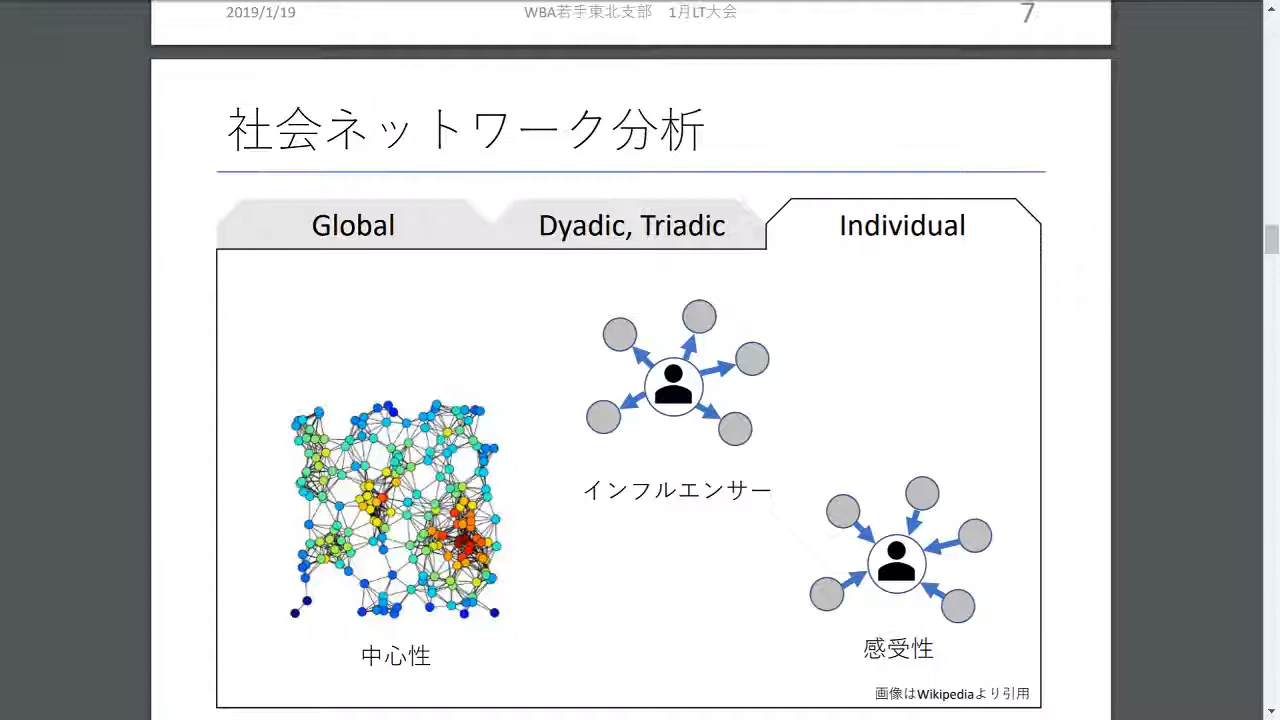 2019/1/19
WBA若手東北支部 1月LT大会
7
社会ネットワーク分析
Global
Dyadic, Triadic
Individual
インフルエンサー
中心性
感受性
画像はWikipediaより引用